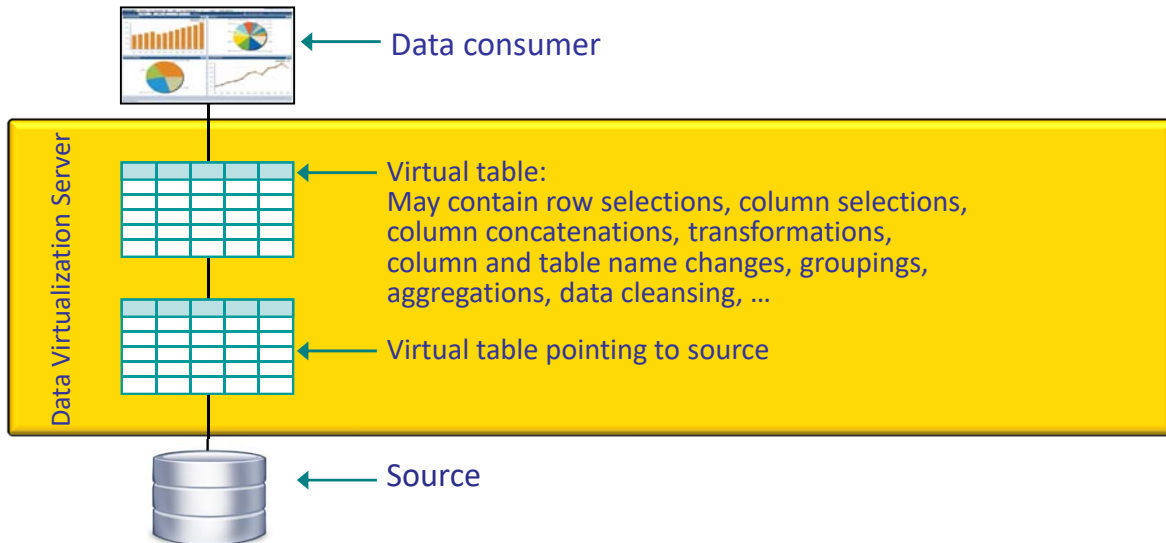 Data consumer
Data Virtualization Server
Virtual table:
May contain row selections, column selections,
column concatenations, transformations,
column and table name changes, groupings,
aggregations, data cleansing, ...
Virtual table pointing to source
Source